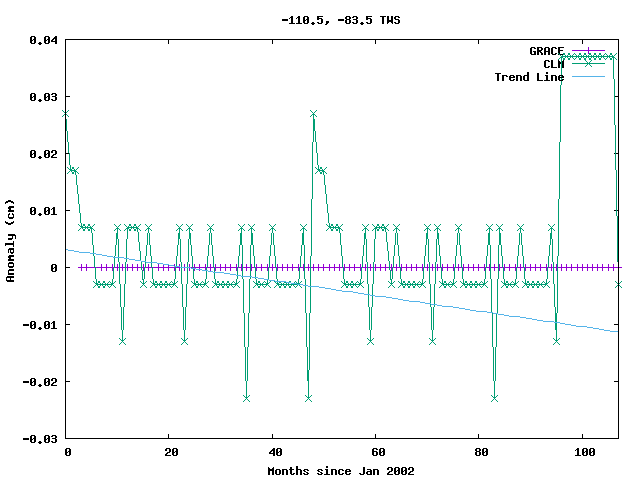 -110.5, -83.5 TWS
GRACE
CLM
Trend Line
0.04
0.03
0.02
0.01
0
-0.01
-0.02
-0.03
Anomaly (cm)
0 20 40 60 80 100
Months since Jan 2002